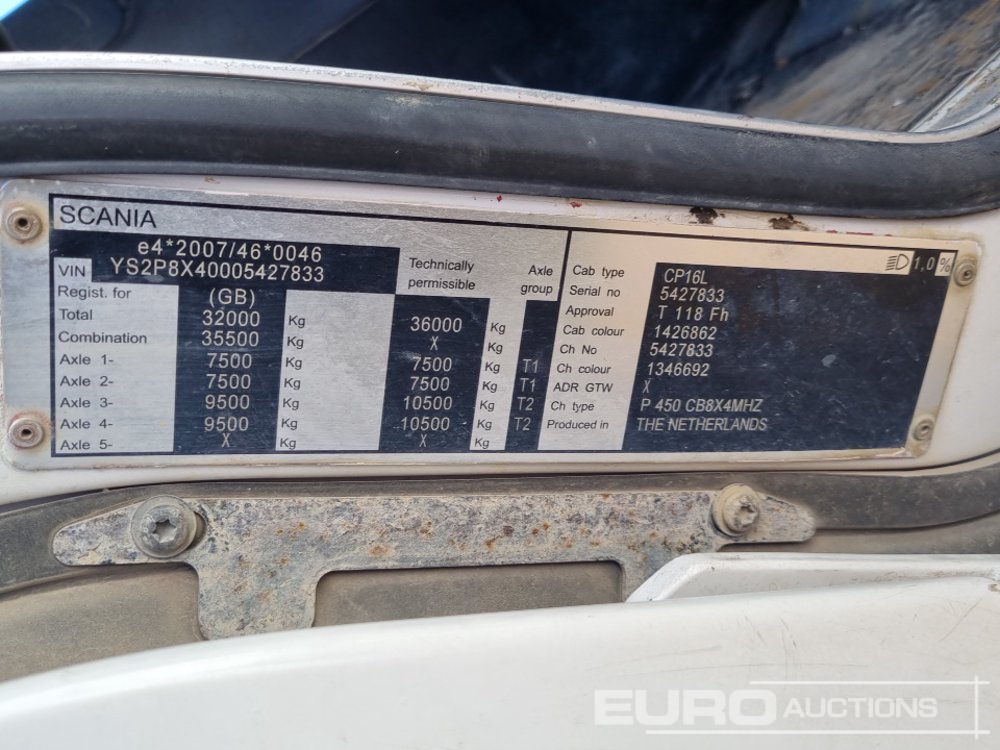 SCANIA
e4*2007/46*0046
VIN YS2P8X40005427833
Technically permissible
Axle group
Regist. for (GB)
Total 32000 Kg 36000 Kg
Combination 35500 Kg X Kg
Axle 1- 7500 Kg 7500 Kg T1
Axle 2- 7500 Kg 7500 Kg T1
Axle 3- 9500 Kg 10500 Kg T2
Axle 4- 9500 Kg ..10500 Kg T2
Axle 5- X Kg X Kg
1,0 %
Cab type CP16L
Serial no 5427833
Approval T 118 Fh
Cab colour 1426862
Ch No 5427833
Ch colour 1346692
ADR GTW X
Ch type P 450 CB8X4MHZ
Produced in THE NETHERLANDS
EURO AUCTIONS